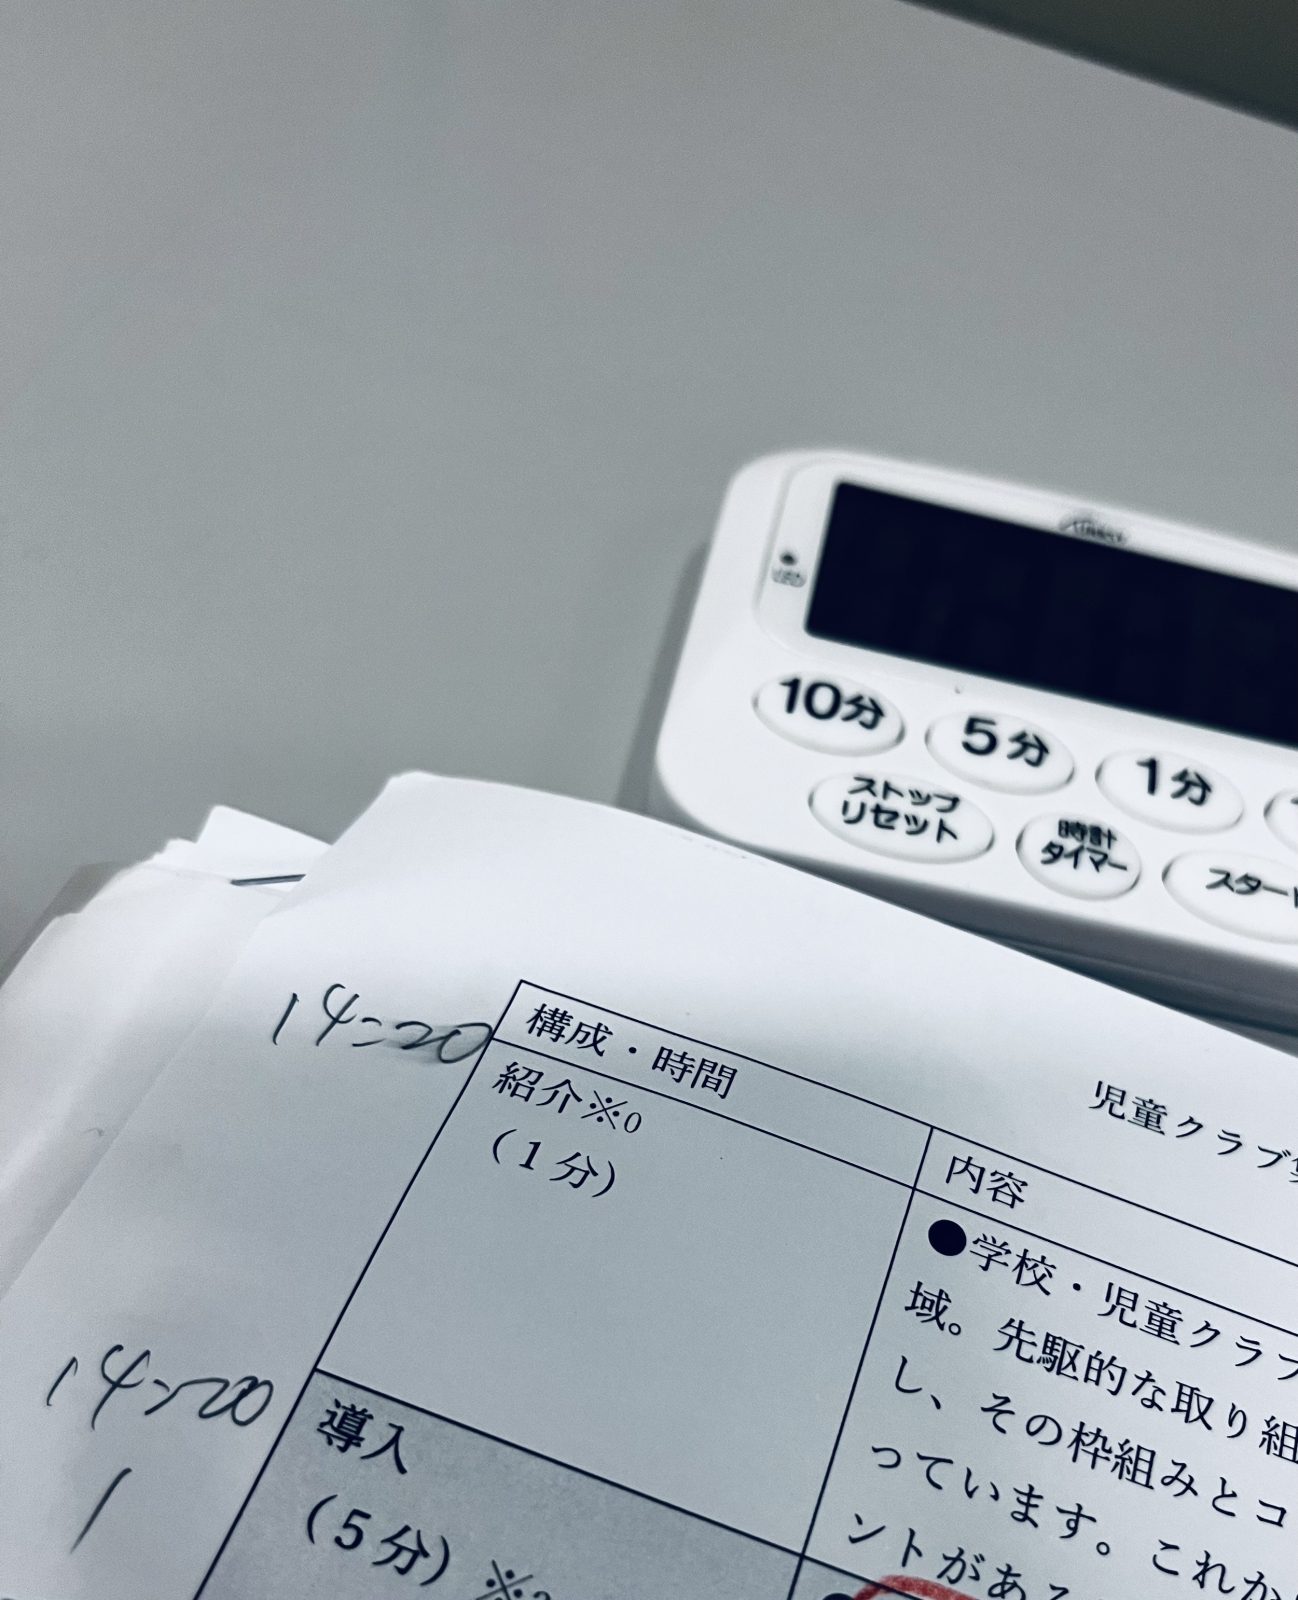 10分
5分
1分
ストップ
リセット
時計
タイマー
スタート
児童クラブ
14:20
構成・時間
内容
紹介※0
(1分)
●学校・児童クラブ
域。先駆的な取り組
し、その枠組みとコ
っています。これか
ントがある
14:20
導入
(5分)